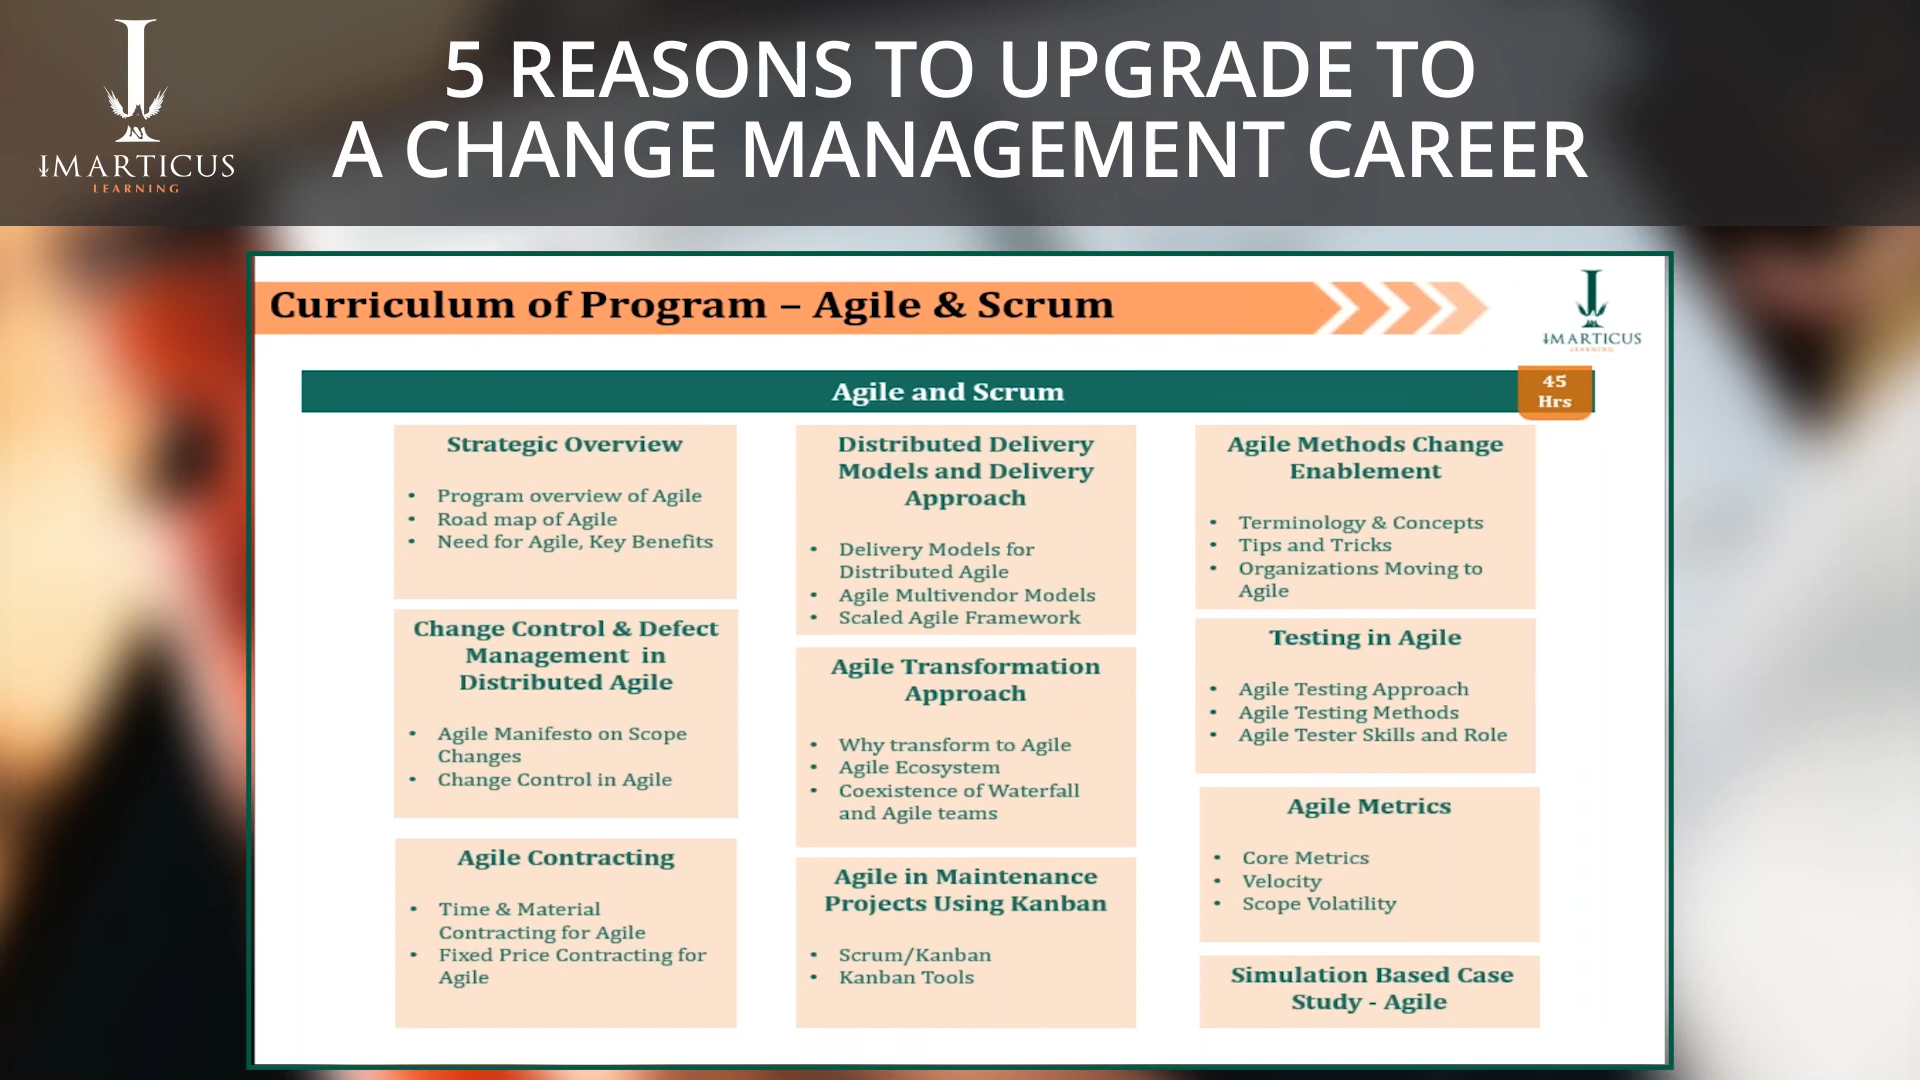 IMARTICUS
LEARNING
5 REASONS TO UPGRADE TO
A CHANGE MANAGEMENT CAREER
Curriculum of Program – Agile & Scrum
IMARTICUS
LEARNING
Agile and Scrum
45
Hrs
Strategic Overview
• Program overview of Agile
• Road map of Agile
• Need for Agile, Key Benefits
Change Control & Defect
Management in
Distributed Agile
• Agile Manifesto on Scope
Changes
• Change Control in Agile
Agile Contracting
• Time & Material
Contracting for Agile
• Fixed Price Contracting for
Agile
Distributed Delivery
Models and Delivery
Approach
• Delivery Models for
Distributed Agile
• Agile Multivendor Models
• Scaled Agile Framework
Agile Transformation
Approach
• Why transform to Agile
• Agile Ecosystem
• Coexistence of Waterfall
and Agile teams
Agile in Maintenance
Projects Using Kanban
• Scrum/Kanban
• Kanban Tools
Agile Methods Change
Enablement
• Terminology & Concepts
• Tips and Tricks
• Organizations Moving to
Agile
Testing in Agile
• Agile Testing Approach
• Agile Testing Methods
• Agile Tester Skills and Role
Agile Metrics
• Core Metrics
• Velocity
• Scope Volatility
Simulation Based Case
Study - Agile